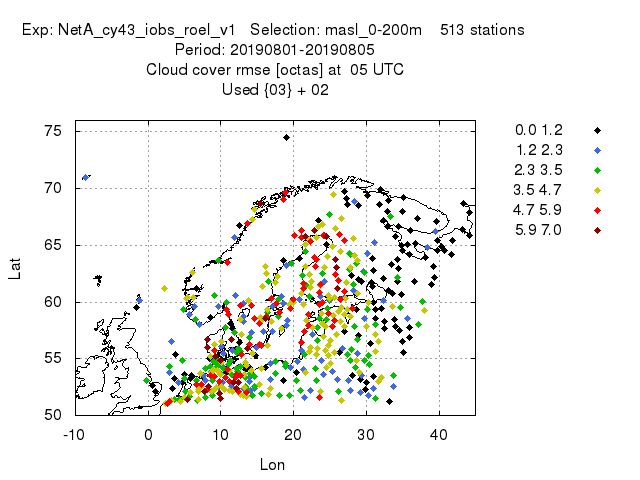 Exp: NetA_cy43_iobs_roel_v1   Selection: masl_0-200m    513 stations
Period: 20190801-20190805
Cloud cover rmse [octas] at  05 UTC
Used {03} + 02
0.0 1.2
1.2 2.3
2.3 3.5
3.5 4.7
4.7 5.9
5.9 7.0
75
70
65
60
55
50
Lat
-10 0 10 20 30 40
Lon